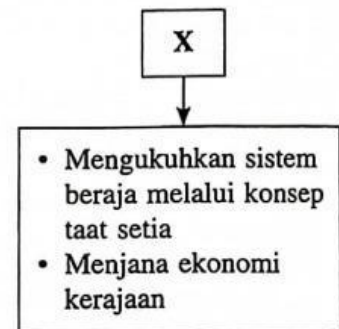 X
• Mengukuhkan sistem
beraja melalui konsep
taat setia
• Menjana ekonomi
kerajaan